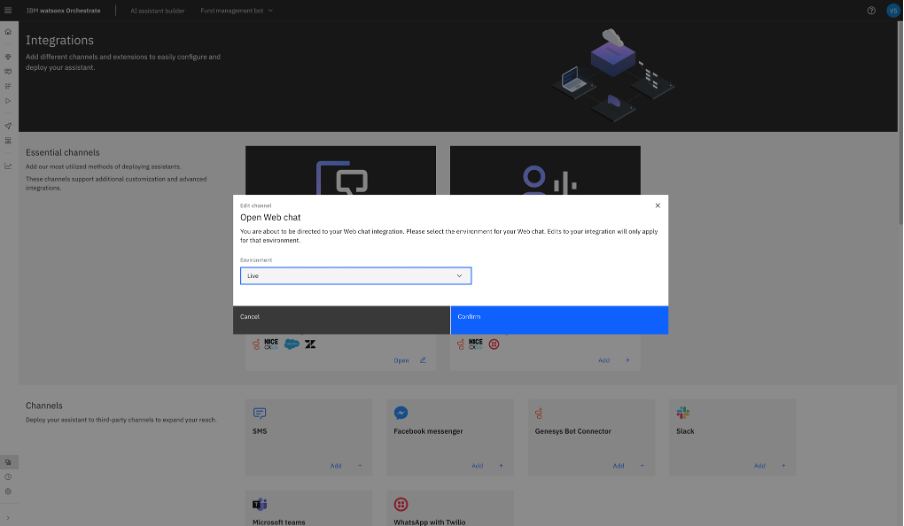 IBM watsonx Orchestrate
AI assistant builder
Fund management bot
YS
Integrations
Add different channels and extensions to easily configure and
deploy your assistant.
Essential channels
Add our most utilized methods of deploying assistants.
These channels support additional customization and advanced
integrations.
Edit channel
Open Web chat
You are about to be directed to your Web chat integration. Please select the environment for your Web chat. Edits to your integration will only apply
for that environment.
Environment
Live
Cancel
Confirm
NICE
NICE
Open
Add +
Channels
Deploy your assistant to third-party channels to expand your reach.
SMS
Facebook messenger
Genesys Bot Connector
Slack
Add +
Add +
Add +
Add +
Microsoft teams
WhatsApp with Twilio